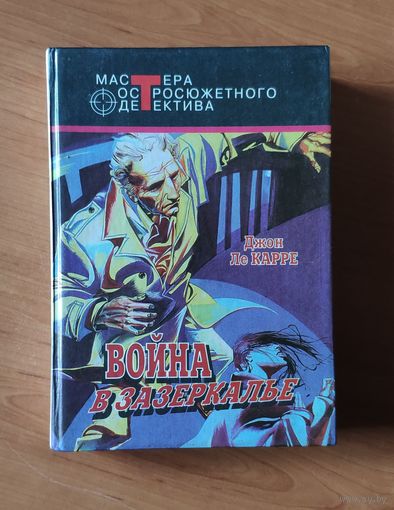 МАСТЕРА
ОСТРОСЮЖЕТНОГО
ДЕТЕКТИВА
Джон
Ле КАРРЕ
ВОЙНА
В ЗАЗЕРКАЛЬЕ